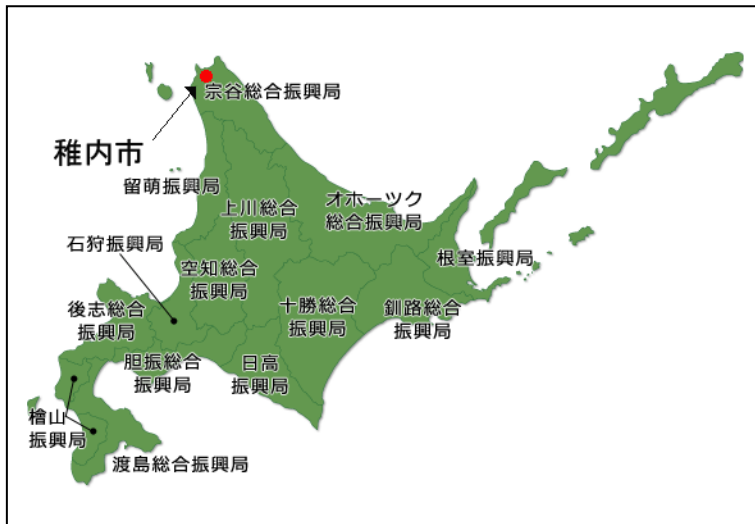 宗谷総合振興局
稚内市
留萌振興局
上川総合
振興局
オホーツク
総合振興局
石狩振興局
空知総合
振興局
根室振興局
後志総合
振興局
十勝総合
振興局
釧路総合
振興局
胆振総合
振興局
日高
振興局
檜山
振興局
渡島総合振興局